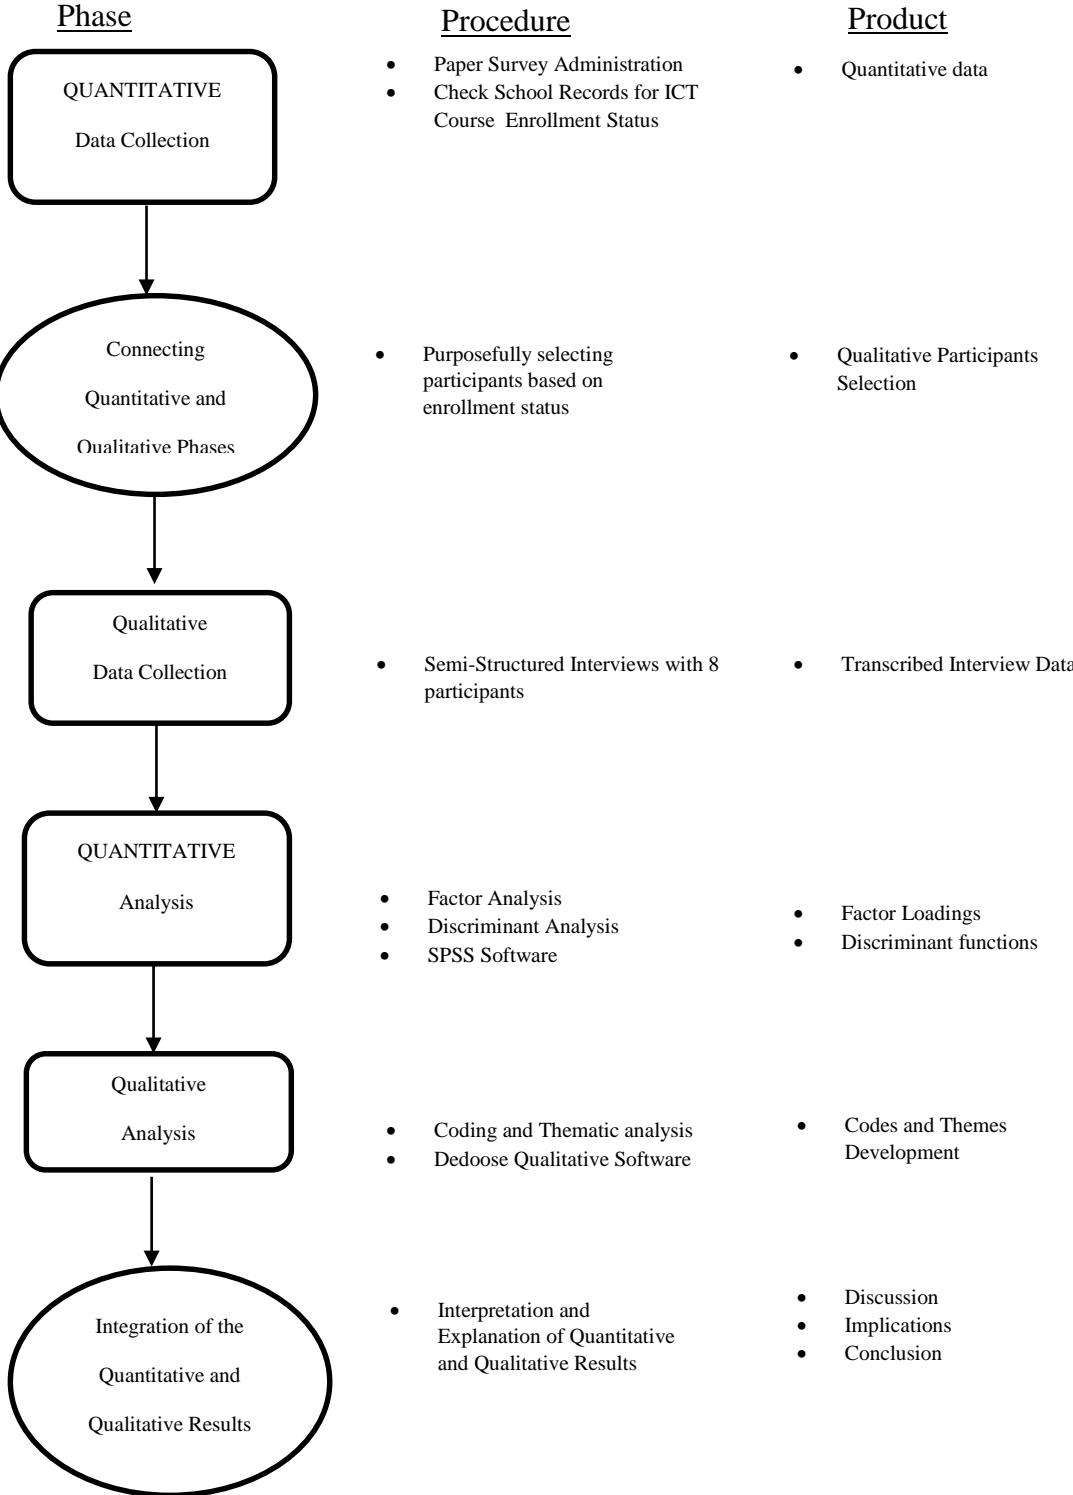 Phase
Procedure
Product
QUANTITATIVE
Data Collection
• Paper Survey Administration
• Check School Records for ICT
Course Enrollment Status
• Quantitative data
Connecting
Quantitative and
Qualitative Phases
• Purposefully selecting
participants based on
enrollment status
• Qualitative Participants
Selection
Qualitative
Data Collection
• Semi-Structured Interviews with 8
participants
• Transcribed Interview Data
QUANTITATIVE
Analysis
• Factor Analysis
• Discriminant Analysis
• SPSS Software
• Factor Loadings
• Discriminant functions
Qualitative
Analysis
• Coding and Thematic analysis
• Dedoose Qualitative Software
• Codes and Themes
Development
Integration of the
Quantitative and
Qualitative Results
• Interpretation and
Explanation of Quantitative
and Qualitative Results
• Discussion
• Implications
• Conclusion